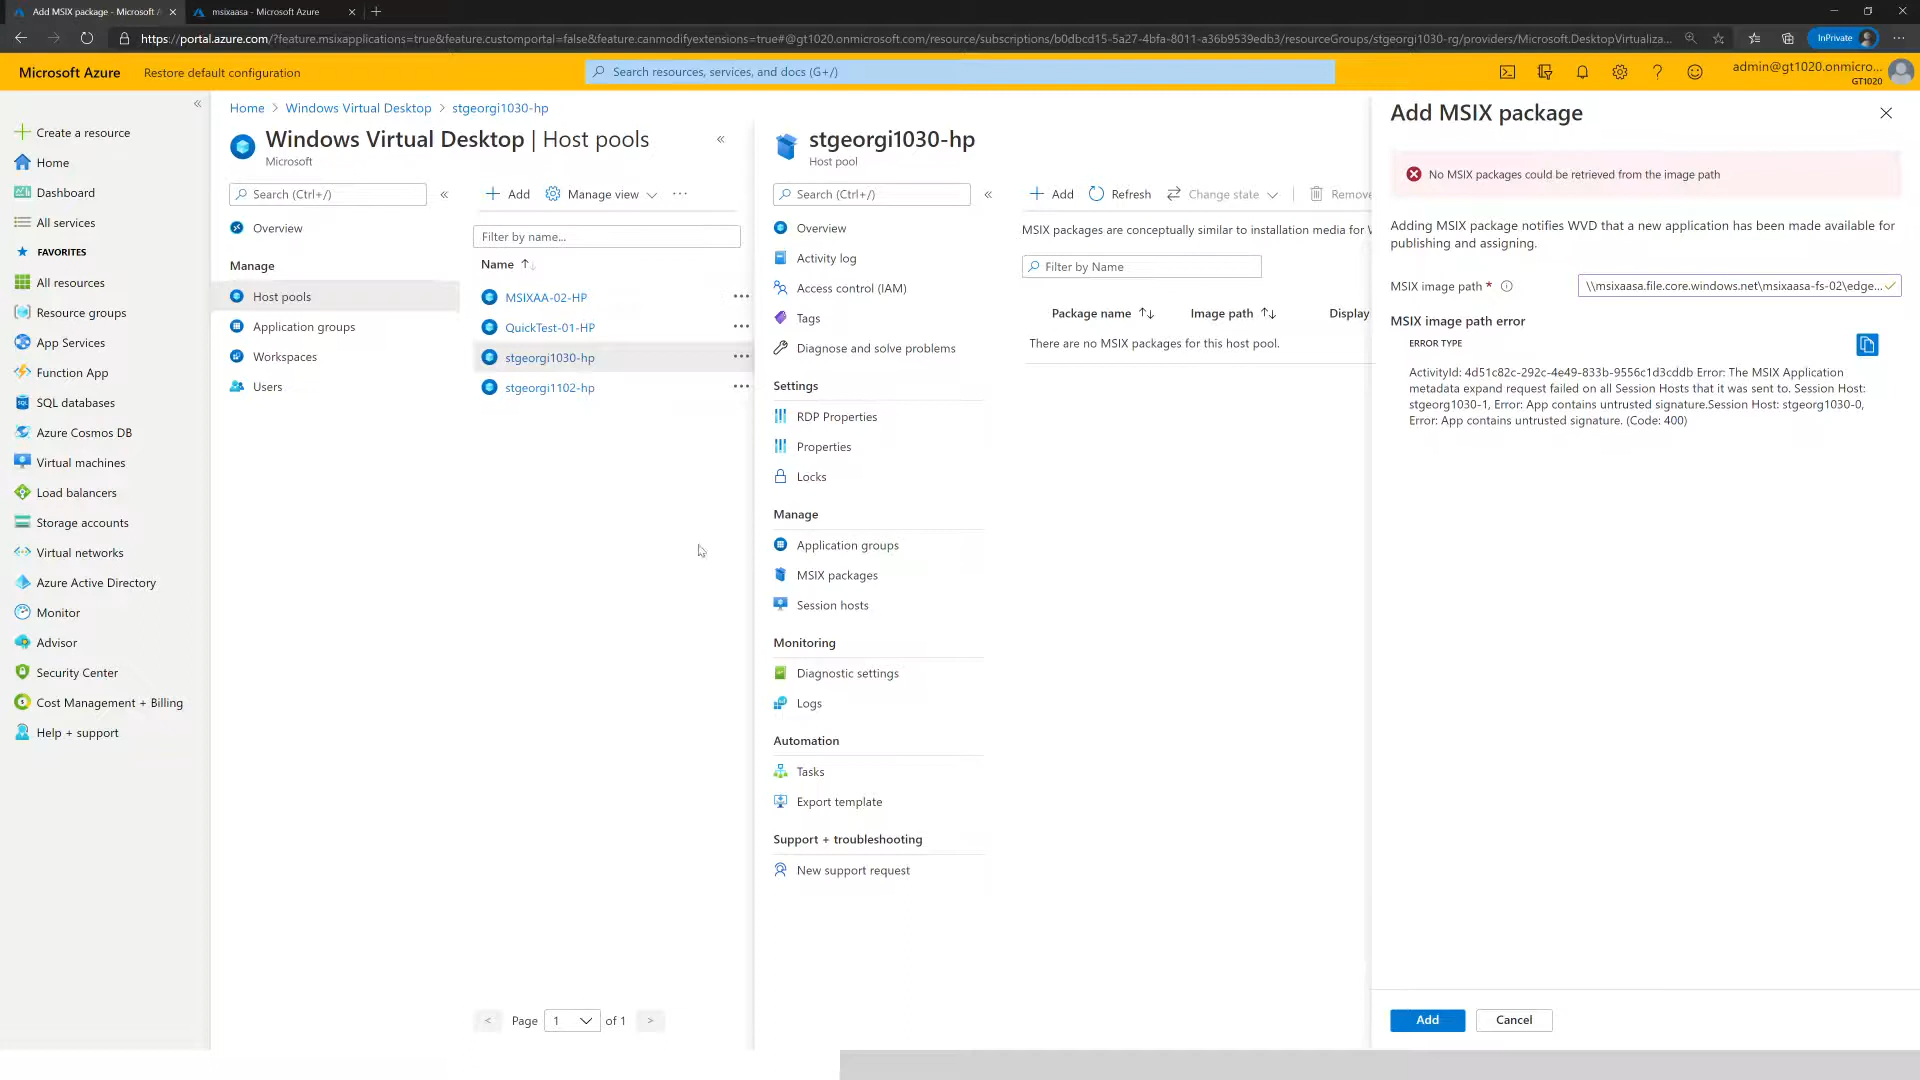 Add MSIX package - Microsoft A
msixaasa - Microsoft Azure
https://portal.azure.com/?feature.msixapplications=true&feature.customportal=false&feature.canmodifyextensions=true#@gt1020.onmicrosoft.com/resource/subscriptions/b0dbcd15-5a27-4bfa-8011-a36b9539edb3/resourceGroups/stgeorgi1030-rg/providers/Microsoft.DesktopVirtualiza...
InPrivate
Microsoft Azure
Restore default configuration
Search resources, services, and docs (G+/)
admin@gt1020.onmicro...
GT1020
Create a resource
Home
Dashboard
All services
FAVORITES
All resources
Resource groups
App Services
Function App
SQL databases
Azure Cosmos DB
Virtual machines
Load balancers
Storage accounts
Virtual networks
Azure Active Directory
Monitor
Advisor
Security Center
Cost Management + Billing
Help + support
Home > Windows Virtual Desktop > stgeorgi1030-hp
Windows Virtual Desktop | Host pools
Microsoft
Search (Ctrl+/)
Overview
Manage
Host pools
Application groups
Workspaces
Users
Add
Manage view
Filter by name...
Name
MSIXAA-02-HP
QuickTest-01-HP
stgeorgi1030-hp
stgeorgi1102-hp
< Page 1 of 1 >
stgeorgi1030-hp
Host pool
Search (Ctrl+/)
Overview
Activity log
Access control (IAM)
Tags
Diagnose and solve problems
Settings
RDP Properties
Properties
Locks
Manage
Application groups
MSIX packages
Session hosts
Monitoring
Diagnostic settings
Logs
Automation
Tasks
Export template
Support + troubleshooting
New support request
Add
Refresh
Change state
Remove
MSIX packages are conceptually similar to installation media for W
Filter by Name
Package name
Image path
Display
There are no MSIX packages for this host pool.
Add MSIX package
No MSIX packages could be retrieved from the image path
Adding MSIX package notifies WVD that a new application has been made available for
publishing and assigning.
MSIX image path *
\\msixaasa.file.core.windows.net\msixaasa-fs-02\edge...
MSIX image path error
ERROR TYPE
ActivityId: 4d51c82c-292c-4e49-833b-9556c1d3cddb Error: The MSIX Application
metadata expand request failed on all Session Hosts that it was sent to. Session Host:
stgeorg1030-1, Error: App contains untrusted signature.Session Host: stgeorg1030-0,
Error: App contains untrusted signature. (Code: 400)
Add
Cancel